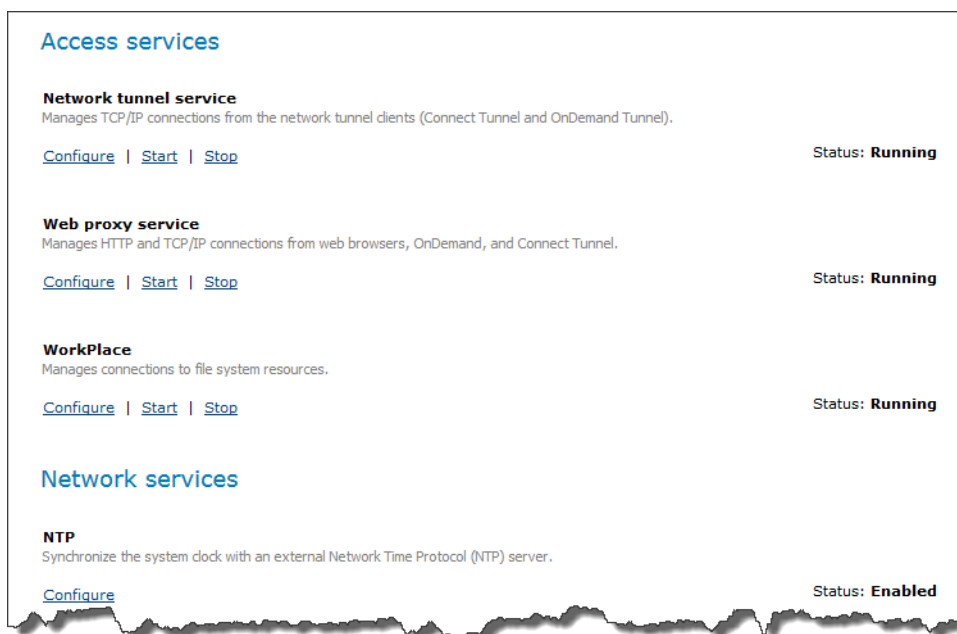 Access services
Network tunnel service
Manages TCP/IP connections from the network tunnel clients (Connect Tunnel and OnDemand Tunnel).
Configure | Start | Stop
Status: Running
Web proxy service
Manages HTTP and TCP/IP connections from web browsers, OnDemand, and Connect Tunnel.
Configure | Start | Stop
Status: Running
WorkPlace
Manages connections to file system resources.
Configure | Start | Stop
Status: Running
Network services
NTP
Synchronize the system clock with an external Network Time Protocol (NTP) server.
Configure
Status: Enabled